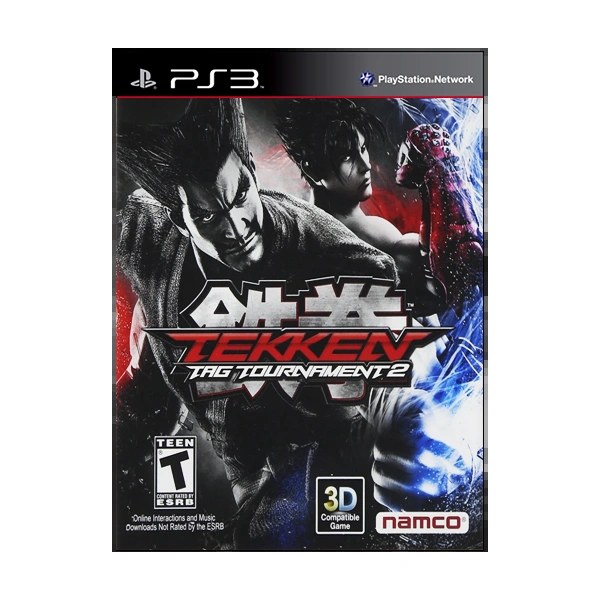 PS3
PlayStation®Network
鉄拳
™
TEKKEN
TAG TOURNAMENT 2
TEEN
T
CONTENT RATED BY
ESRB
Online Interactions and Music
Downloads Not Rated by the ESRB
3D
Compatible
Game
namco